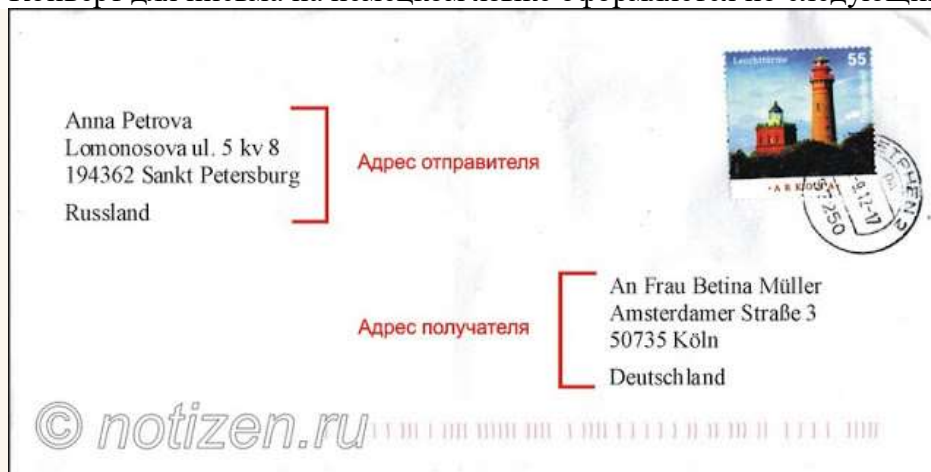 Anna Petrova
Lomonosova ul. 5 kv 8
194362 Sankt Petersburg
Russland
Адрес отправителя
Leuchttürme
55
An Frau Betina Müller
Amsterdamer Straße 3
50735 Köln
Deutschland
Адрес получателя
© notizen.ru